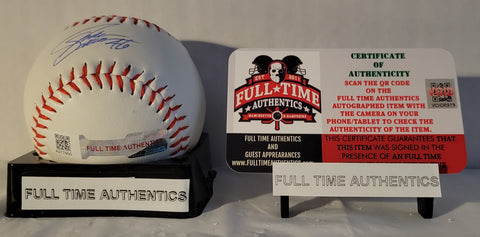 FULL TIME AUTHENTICS
FULL TIME AUTHENTICS
EST 2011
FULL TIME
AUTHENTICS
MANCHESTER N HAMPSHIRE
FULL TIME AUTHENTICS
AND
GUEST APPREARANCES
WWW.FULLTIMEAUTHENTICS.COM
CERTIFICATE
OF
AUTHENTICITY
SCAN THE QR CODE
ON THE
FULL TIME AUTHENTICS
AUTOGRAPHED ITEM WITH
THE CAMERA ON YOUR
PHONE/TABLET TO CHECK THE
AUTHENTICITY OF THE ITEM.
THIS CERTIFICATE GUARANTEES THAT
THIS ITEM WAS SIGNED IN THE
PRESENCE OF AN FULL TIME
FULL TIME AUTHENTICS